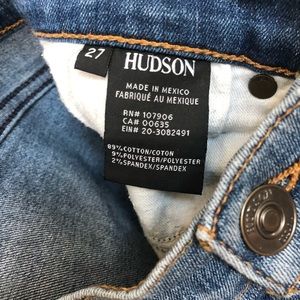 27
HUDSON
MADE IN MEXICO
FABRIQUÉ AU MEXIQUE
RN# 107906
CA# 00635
EIN# 20-3082491
89%COTTON/COTON
9%POLYESTER/POLYESTER
2%SPANDEX/SPANDEX